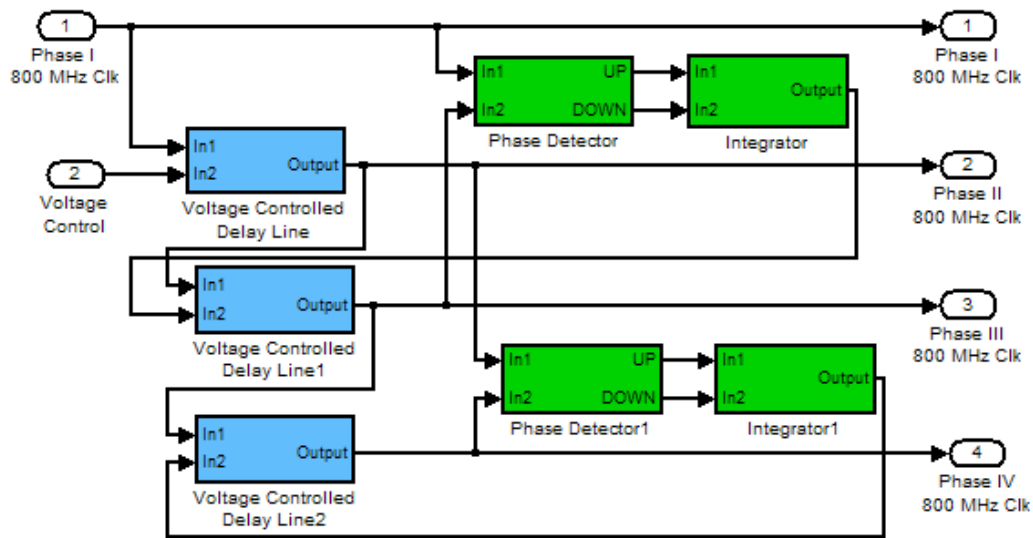 1
Phase I
800 MHz Clk
1
Phase I
800 MHz Clk
In1
In2
UP
DOWN
Phase Detector
In1
In2
Output
Integrator
2
Voltage
Control
In1
In2
Output
Voltage Controlled
Delay Line
2
Phase II
800 MHz Clk
In1
In2
Output
Voltage Controlled
Delay Line1
3
Phase III
800 MHz Clk
In1
In2
UP
DOWN
Phase Detector1
In1
In2
Output
Integrator1
In1
In2
Output
Voltage Controlled
Delay Line2
4
Phase IV
800 MHz Clk